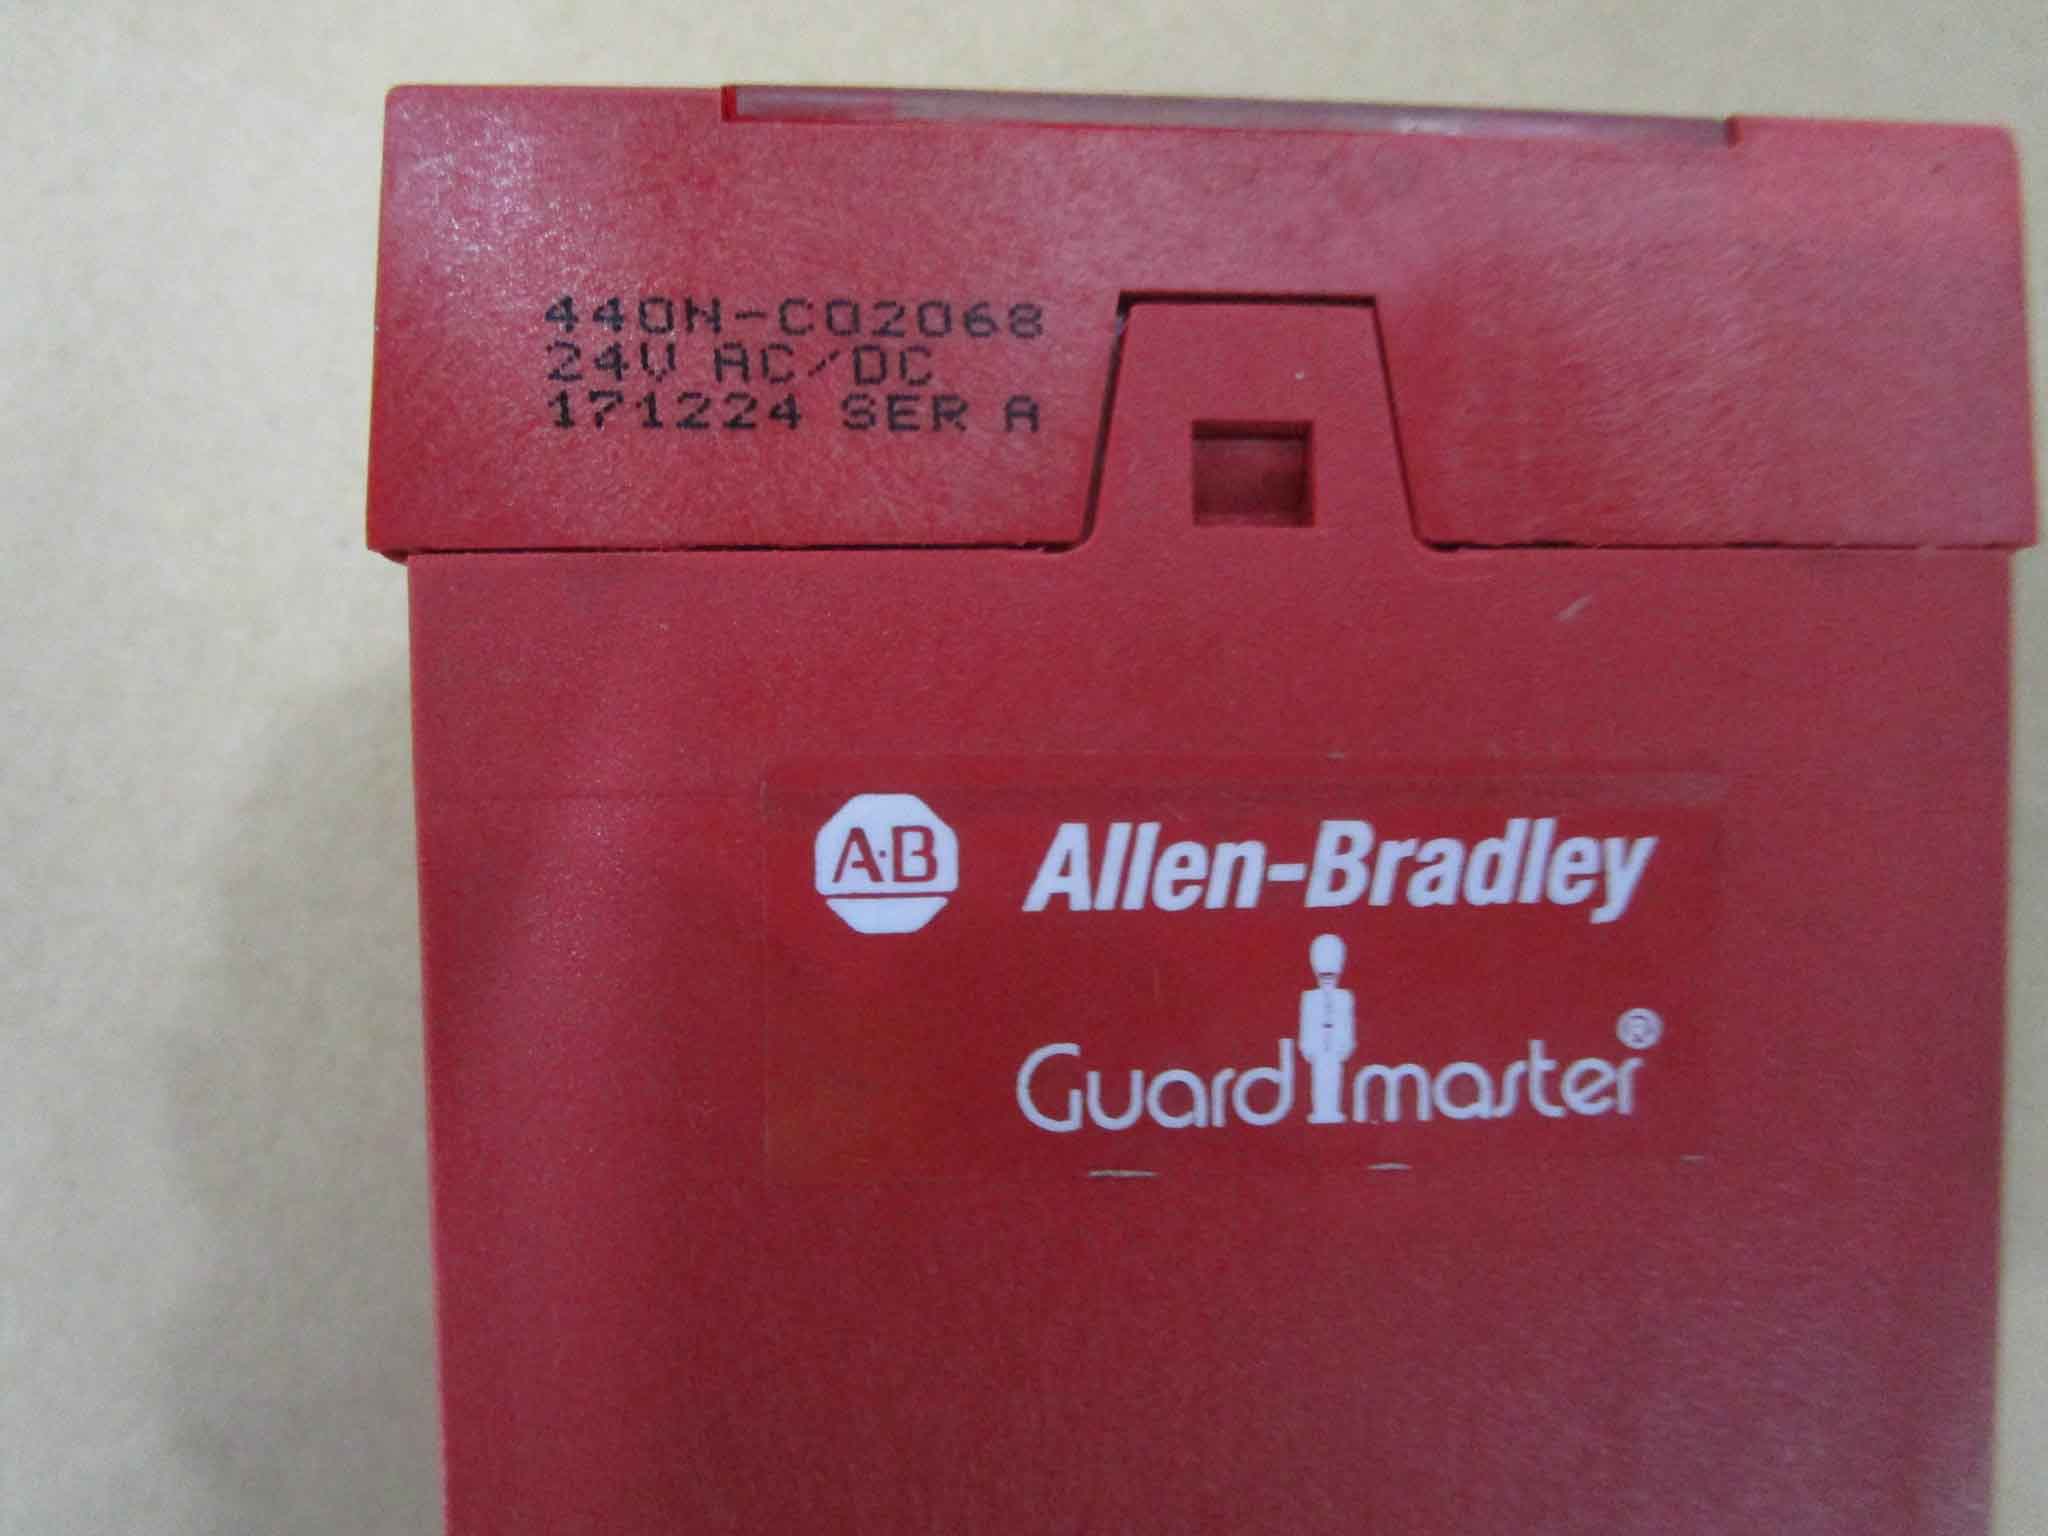 440N-C02068
24V AC/DC
171224 SER A
A·B Allen-Bradley
Guardmaster®